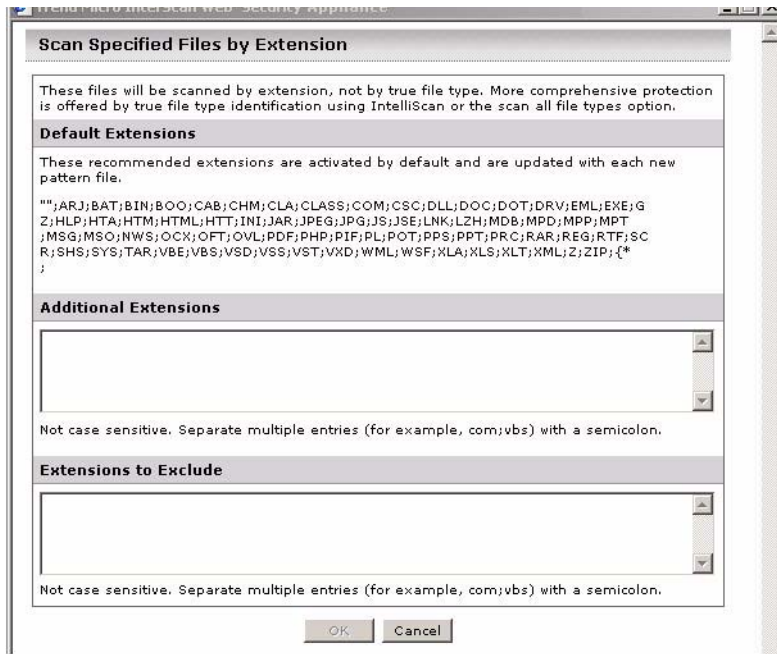 Trend Micro InterScan Web Security Appliance
Scan Specified Files by Extension
These files will be scanned by extension, not by true file type. More comprehensive protection
is offered by true file type identification using IntelliScan or the scan all file types option.
Default Extensions
These recommended extensions are activated by default and are updated with each new
pattern file.
"";ARJ;BAT;BIN;BOO;CAB;CHM;CLA;CLASS;COM;CSC;DLL;DOC;DOT;DRV;EML;EXE;G
Z;HLP;HTA;HTM;HTML;HTT;INI;JAR;JPEG;JPG;JS;JSE;LNK;LZH;MDB;MPD;MPP;MPT
;MSG;MSO;NWS;OCX;OFT;OVL;PDF;PHP;PIF;PL;POT;PPS;PPT;PRC;RAR;REG;RTF;SC
R;SHS;SYS;TAR;VBE;VBS;VSD;VSS;VST;VXD;WML;WSF;XLA;XLS;XLT;XML;Z;ZIP;{*
;
Additional Extensions
Not case sensitive. Separate multiple entries (for example, com;vbs) with a semicolon.
Extensions to Exclude
Not case sensitive. Separate multiple entries (for example, com;vbs) with a semicolon.
OK
Cancel